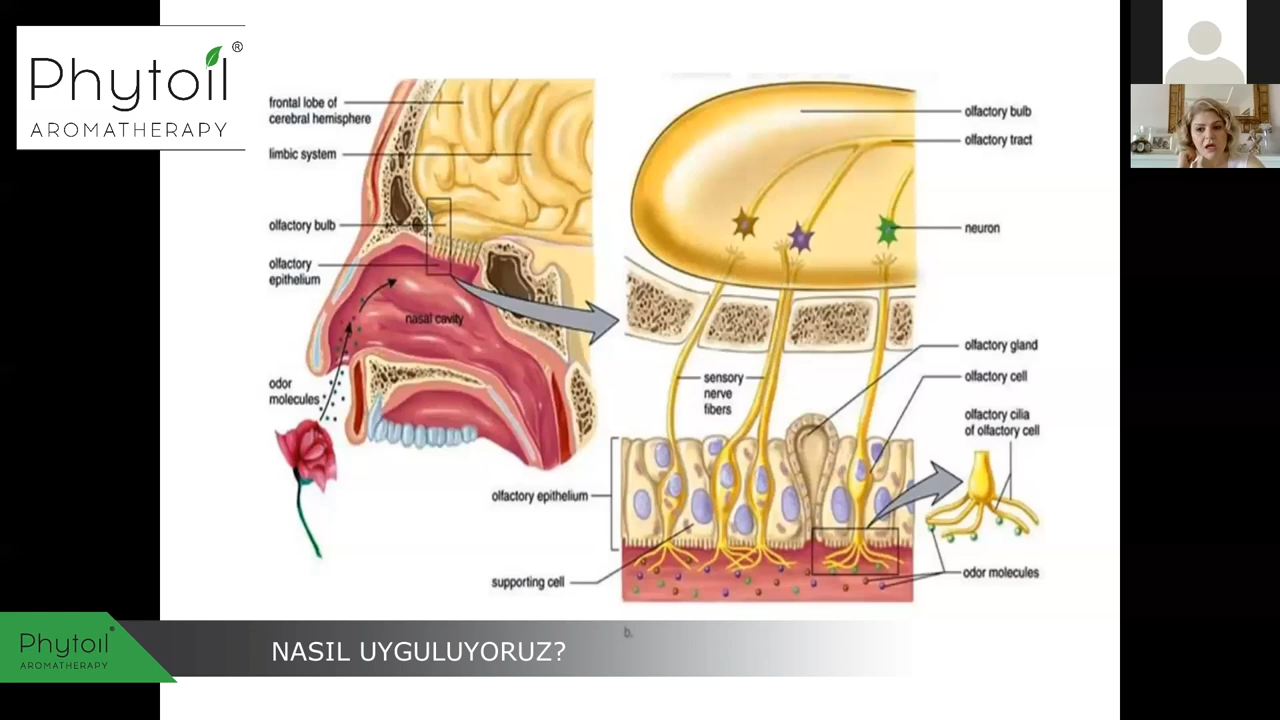 Phytoil®
AROMATHERAPY
frontal lobe of
cerebral hemisphere
limbic system
olfactory bulb
olfactory
epithelium
nasal cavity
odor
molecules
olfactory bulb
olfactory tract
neuron
olfactory gland
olfactory cell
olfactory cilia
of olfactory cell
sensory
nerve
fibers
olfactory epithelium
supporting cell
odor molecules
b.
Phytoil®
AROMATHERAPY
NASIL UYGULUYORUZ?